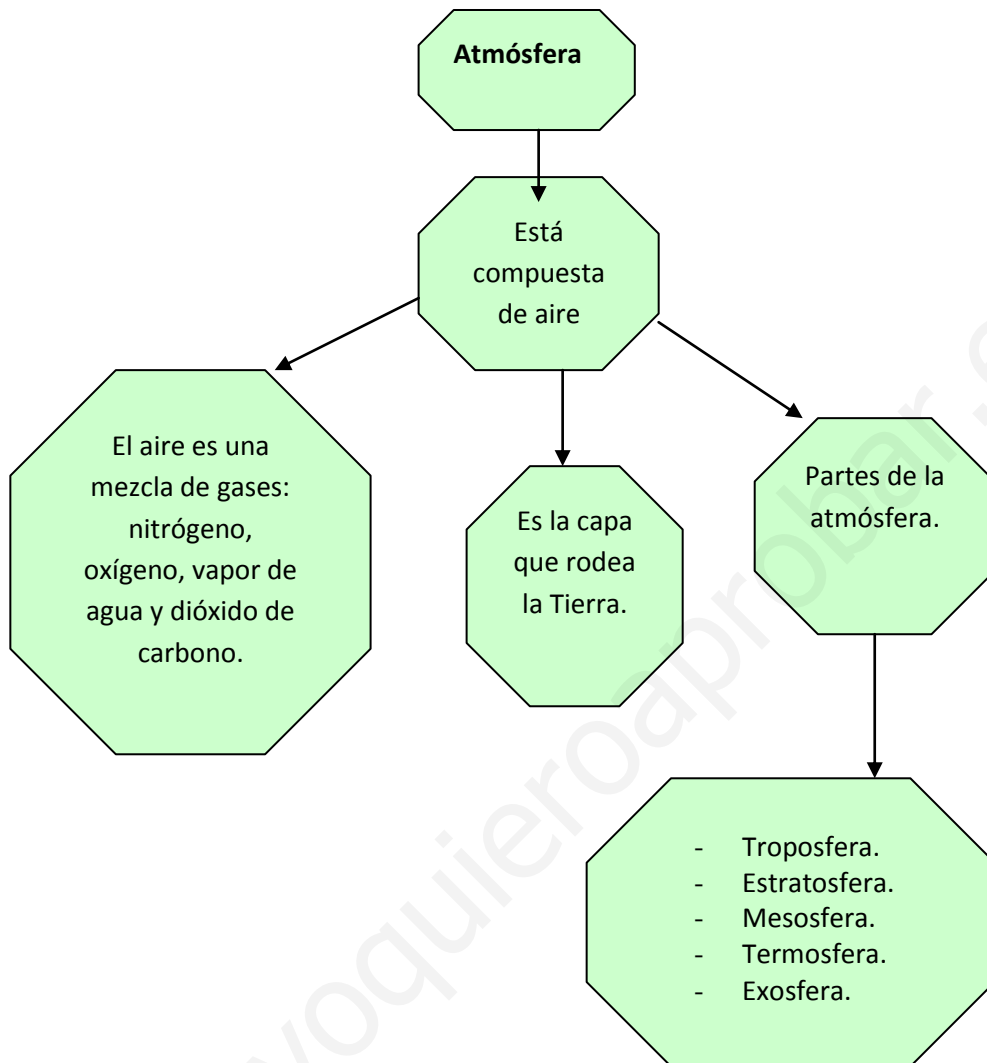 Atmósfera
Está
compuesta
de aire
El aire es una
mezcla de gases:
nitrógeno,
oxígeno, vapor de
agua y dióxido de
carbono.
Es la capa
que rodea
la Tierra.
Partes de la
atmósfera.
- Troposfera.
- Estratosfera.
- Mesosfera.
- Termosfera.
- Exosfera.
yoquieroaprobar.